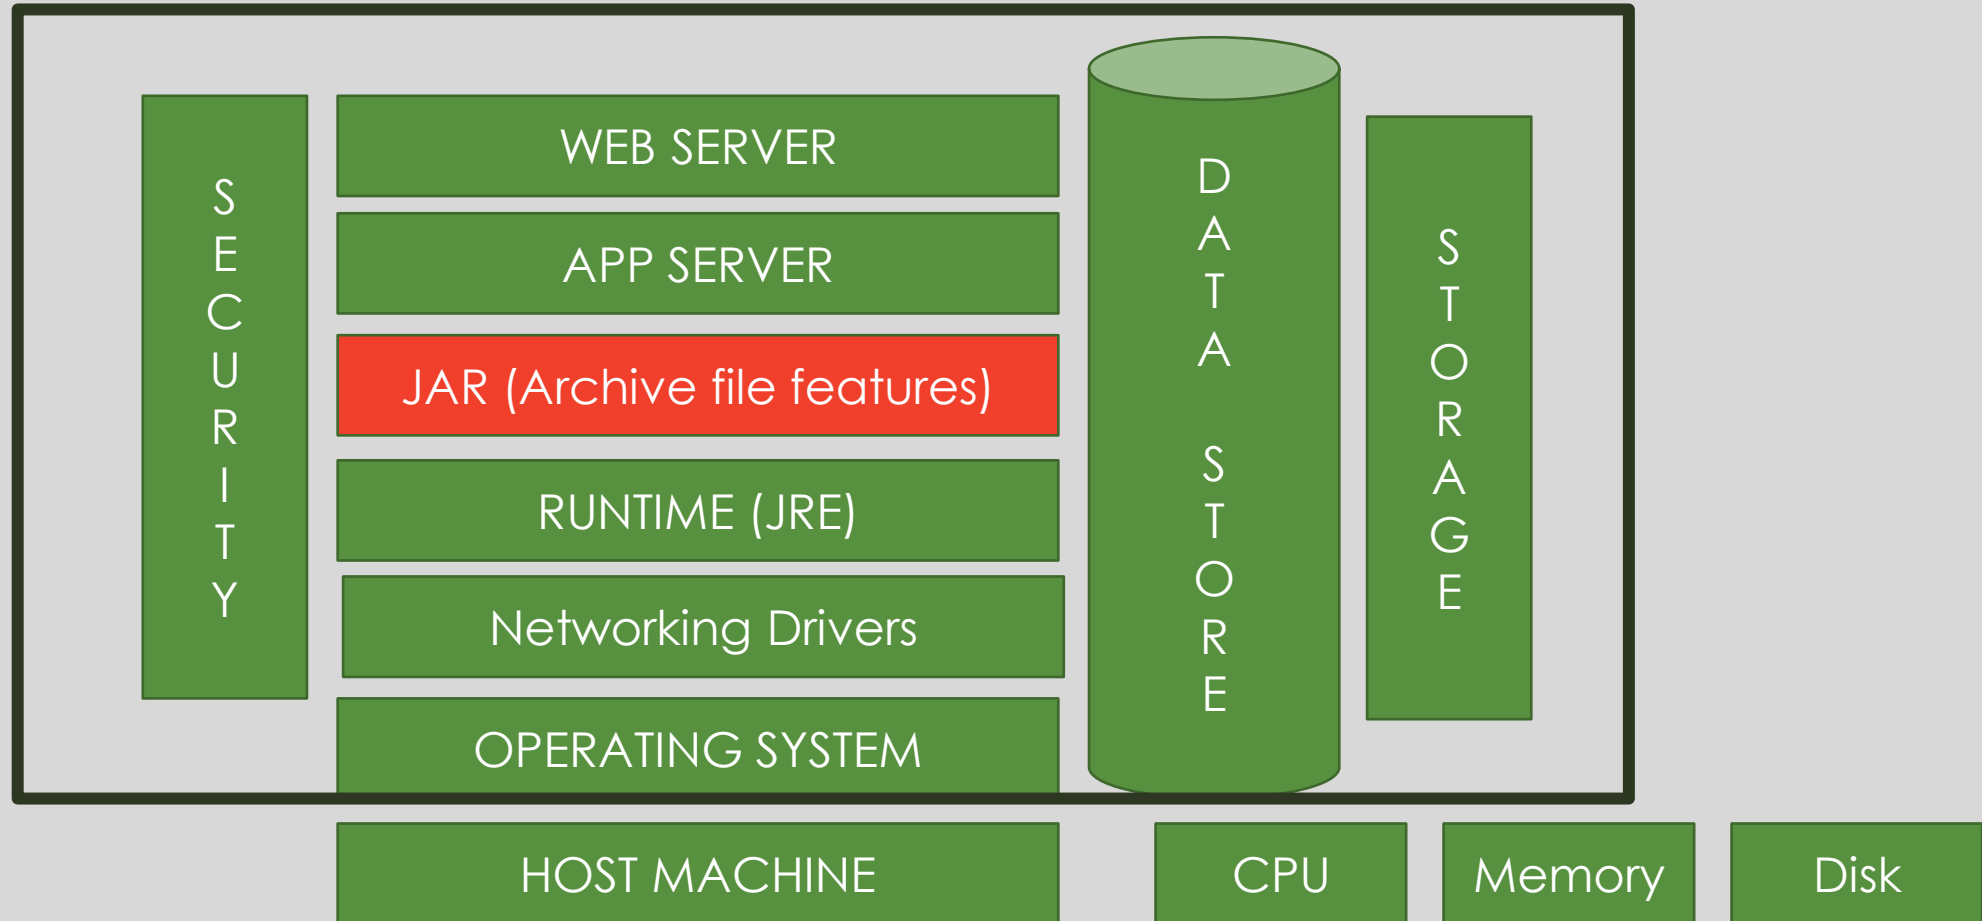 SECURITY
WEB SERVER
APP SERVER
JAR (Archive file features)
RUNTIME (JRE)
Networking Drivers
OPERATING SYSTEM
DATA STORE
STORAGE
HOST MACHINE
CPU
Memory
Disk